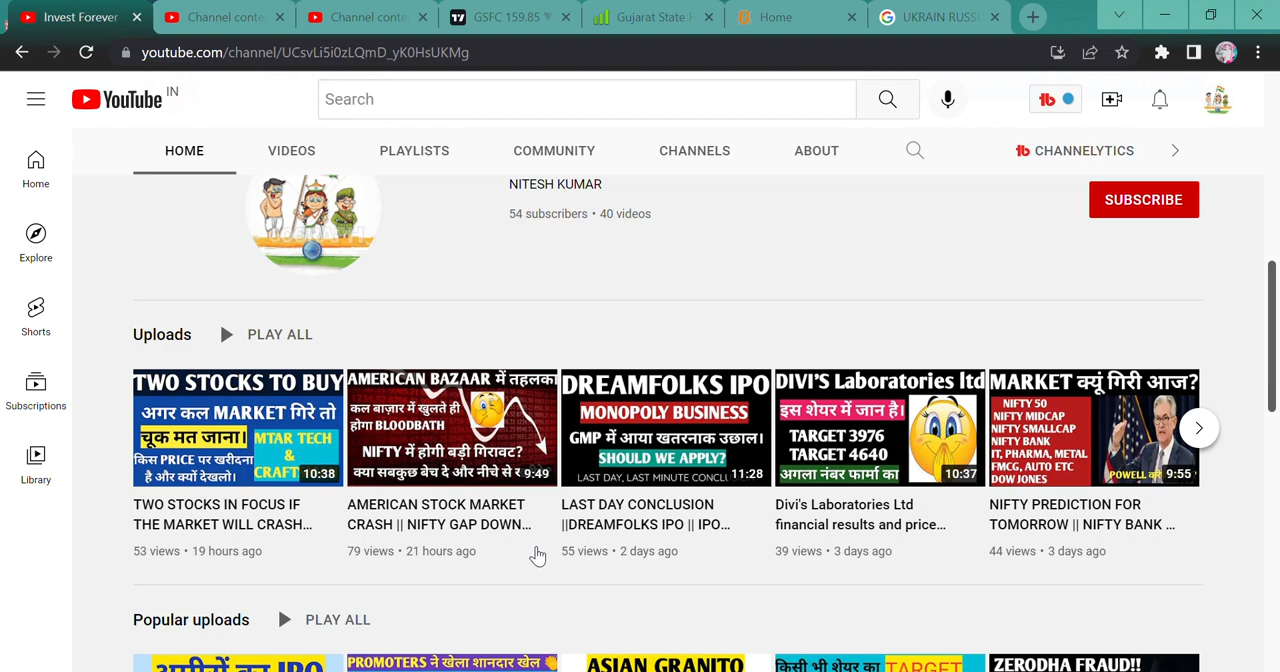 Invest Forever
Channel conte
Channel conte
GSFC 159.85
Gujarat State F
Home
UKRAIN RUSSI
youtube.com/channel/UCsvLi5i0zLQmD_yK0HsUKMg
YouTube IN
Search
HOME
VIDEOS
PLAYLISTS
COMMUNITY
CHANNELS
ABOUT
CHANNELYTICS
Home
Explore
Shorts
Subscriptions
Library
NITESH KUMAR
54 subscribers • 40 videos
SUBSCRIBE
Uploads
PLAY ALL
TWO STOCKS TO BUY
अगर कल MARKET गिरे तो
चूक मत जाना।
किस PRICE पर खरीदना
है और क्यों देखलो।
MTAR TECH
&
CRAFT
10:38
TWO STOCKS IN FOCUS IF
THE MARKET WILL CRASH...
53 views • 19 hours ago
AMERICAN BAZAAR में तहलका
कल बाज़ार में खुलते ही
होगा BLOODBATH
NIFTY में होगी बड़ी गिरावट?
क्या सबकुछ बेच दे और नीचे से
9:49
AMERICAN STOCK MARKET
CRASH || NIFTY GAP DOWN...
79 views • 21 hours ago
DREAMFOLKS IPO
MONOPOLY BUSINESS
GMP में आया खतरनाक उछाल।
SHOULD WE APPLY?
LAST DAY, LAST MINUTE CONCLU
11:28
LAST DAY CONCLUSION
||DREAMFOLKS IPO || IPO...
55 views • 2 days ago
DIVI'S Laboratories ltd
इस शेयर में जान है।
TARGET 3976
TARGET 4640
अगला नंबर फार्मा का
10:37
Divi's Laboratories Ltd
financial results and price...
39 views • 3 days ago
MARKET क्यूं गिरी आज?
NIFTY 50
NIFTY MIDCAP
NIFTY SMALLCAP
NIFTY BANK
IT, PHARMA, METAL
FMCG, AUTO ETC
DOW JONES
POWELL
9:55
NIFTY PREDICTION FOR
TOMORROW || NIFTY BANK ...
44 views • 3 days ago
Popular uploads
PLAY ALL
अमीरों का IPO
PROMOTERS ने खेला शानदार खेल
ASIAN GRANITO
किसी भी शेयर का TARGET
ZERODHA FRAUD!!